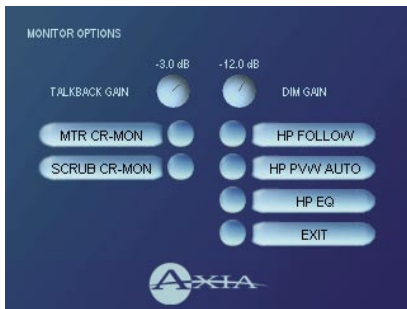 MONITOR OPTIONS
-3.0 dB -12.0 dB
TALKBACK GAIN DIM GAIN
MTR CR-MON HP FOLLOW
SCRUB CR-MON HP PVW AUTO
HP EQ
EXIT
AXIA